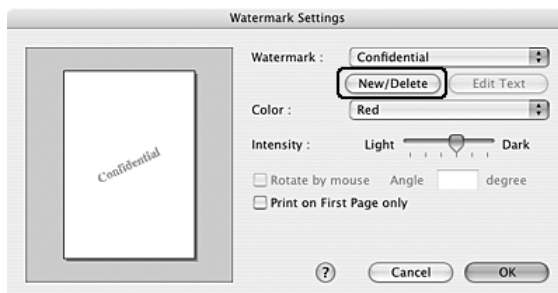 Watermark Settings
Watermark : Confidential
New/Delete Edit Text
Color : Red
Intensity : Light Dark
Confidential
Rotate by mouse Angle degree
Print on First Page only
? Cancel OK